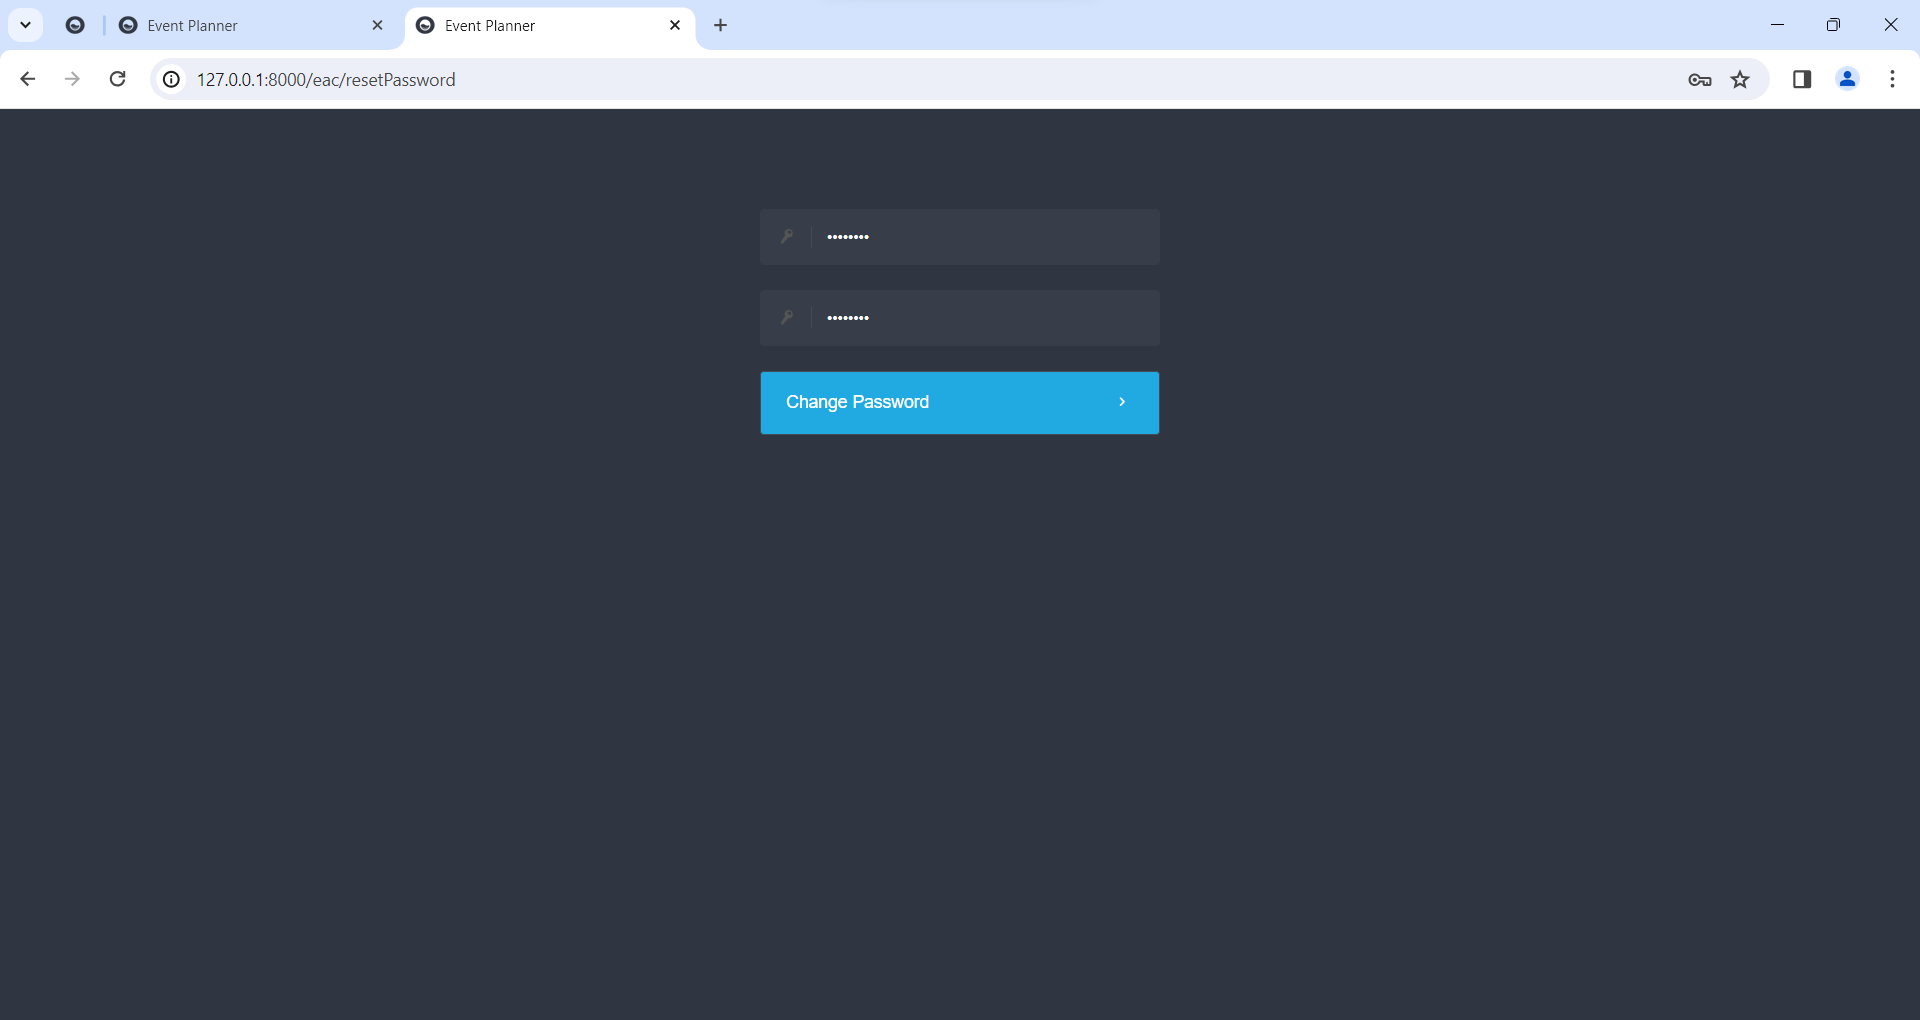 Event Planner
Event Planner
127.0.0.1:8000/eac/resetPassword
••••••••
••••••••
Change Password